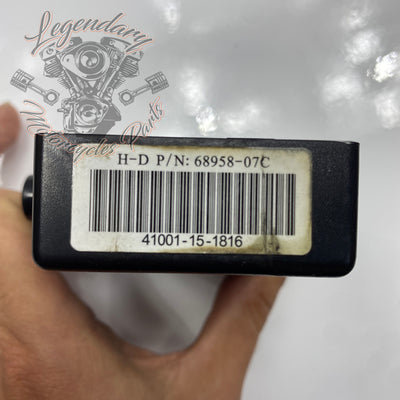 Legendary
Motorcycles Parts
H-D P/N: 68958-07C
41001-15-1816